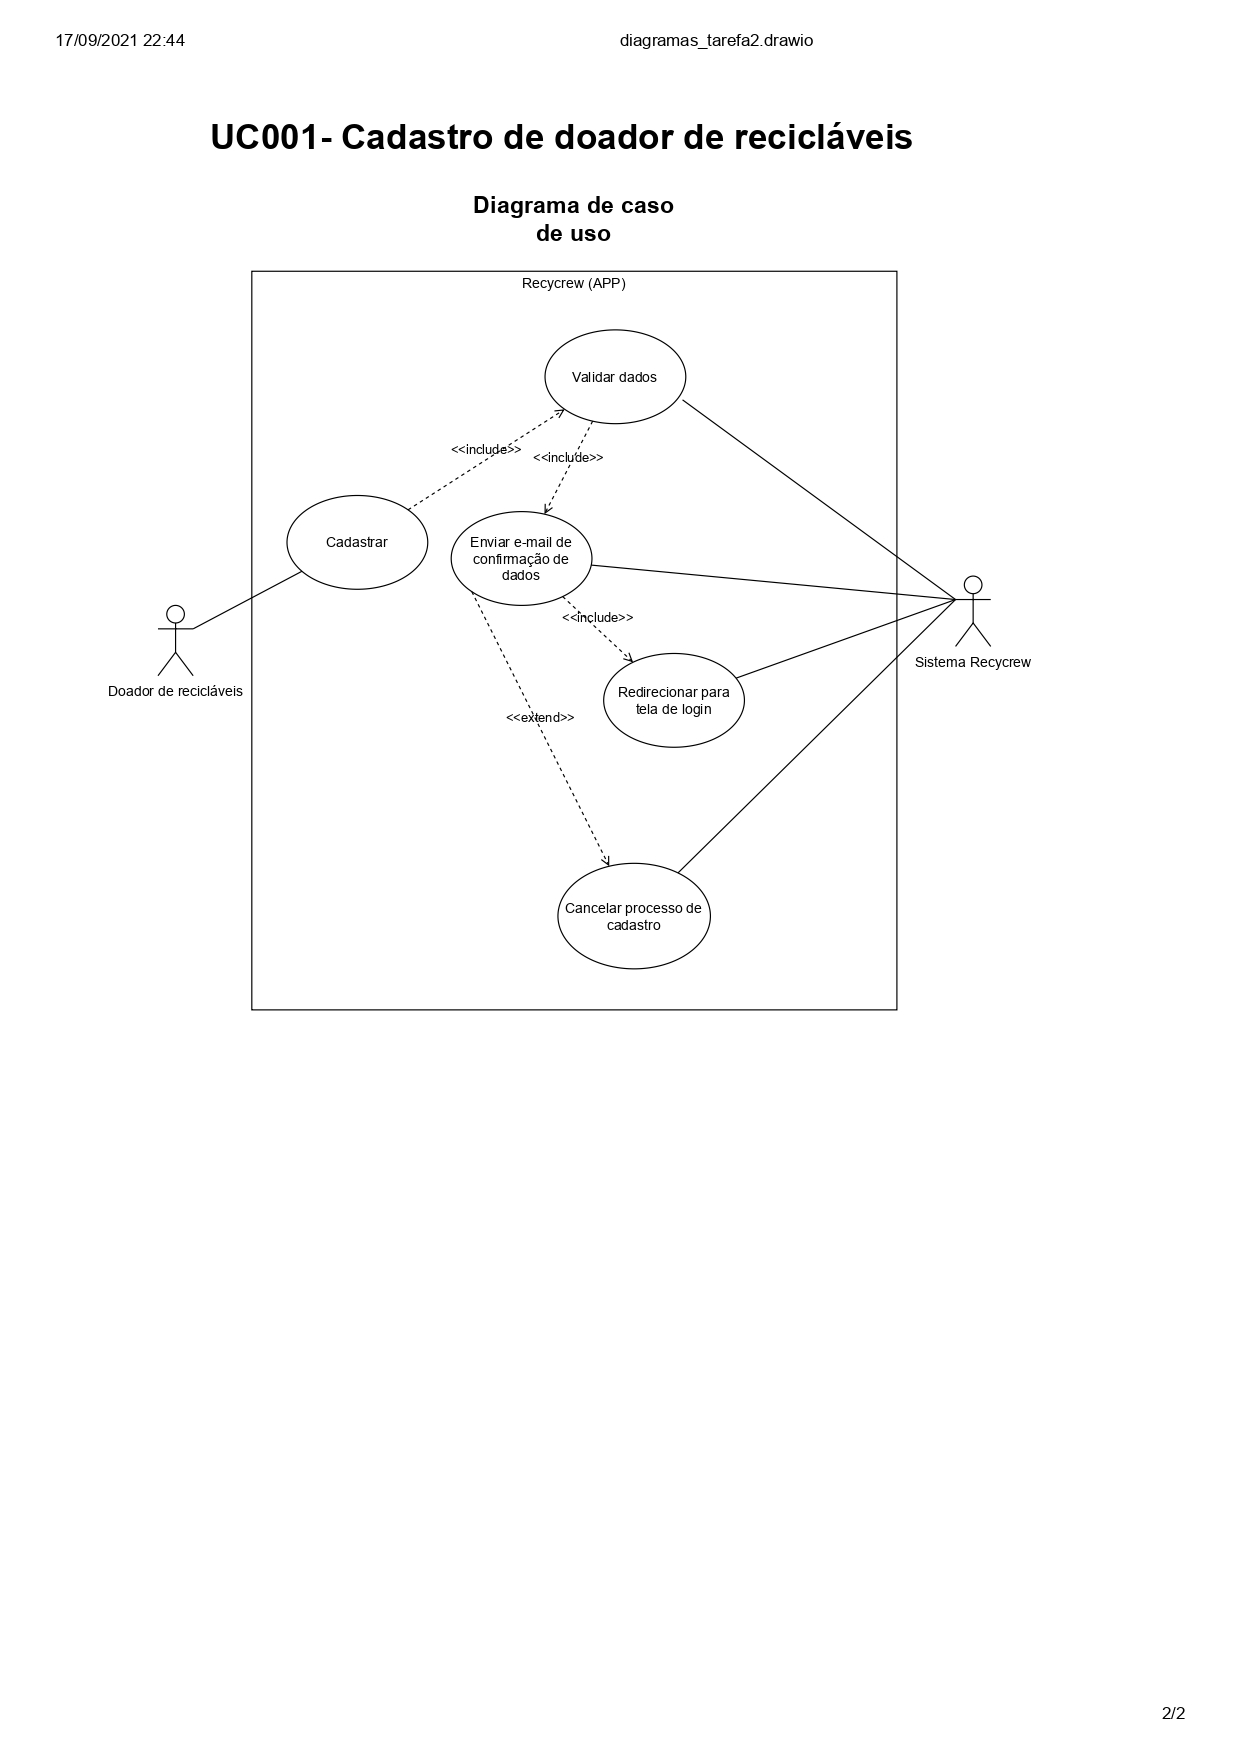 17/09/2021 22:44
diagramas_tarefa2.drawio
UC001- Cadastro de doador de recicláveis
Diagrama de caso
de uso
Recycrew (APP)
Validar dados
<<include>>
<<include>>
Cadastrar
Enviar e-mail de
confirmação de
dados
<<include>>
Doador de recicláveis
Sistema Recycrew
Redirecionar para
tela de login
<<extend>>
Cancelar processo de
cadastro
2/2